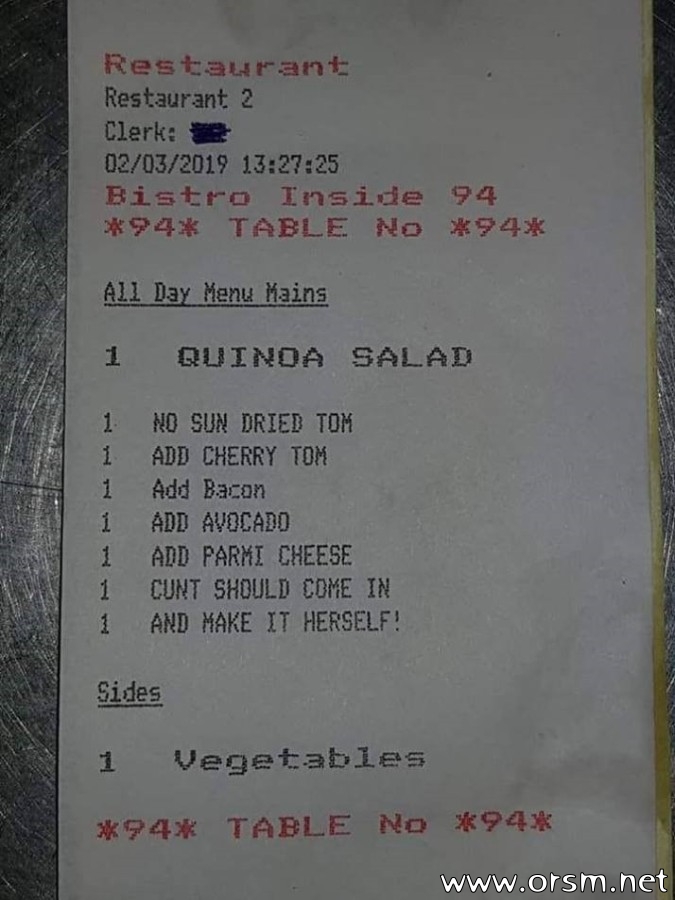 Restaurant
Restaurant 2
Clerk:
02/03/2019 13:27:25
Bistro Inside 94
*94* TABLE No *94*
All Day Menu Mains
1 QUINOA SALAD
1 NO SUN DRIED TOM
1 ADD CHERRY TOM
1 Add Bacon
1 ADD AVOCADO
1 ADD PARMI CHEESE
1 CUNT SHOULD COME IN
1 AND MAKE IT HERSELF!
Sides
1 Vegetables
*94* TABLE No *94*
www.orsm.net